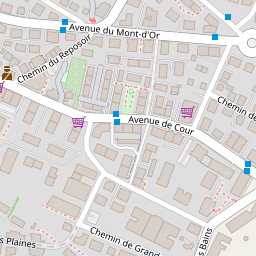 Avenue du Mont-d'Or
Chemin du Reposoir
Chemin de
Avenue de Cour
s Plaines
Chemin de Grand
s Bains